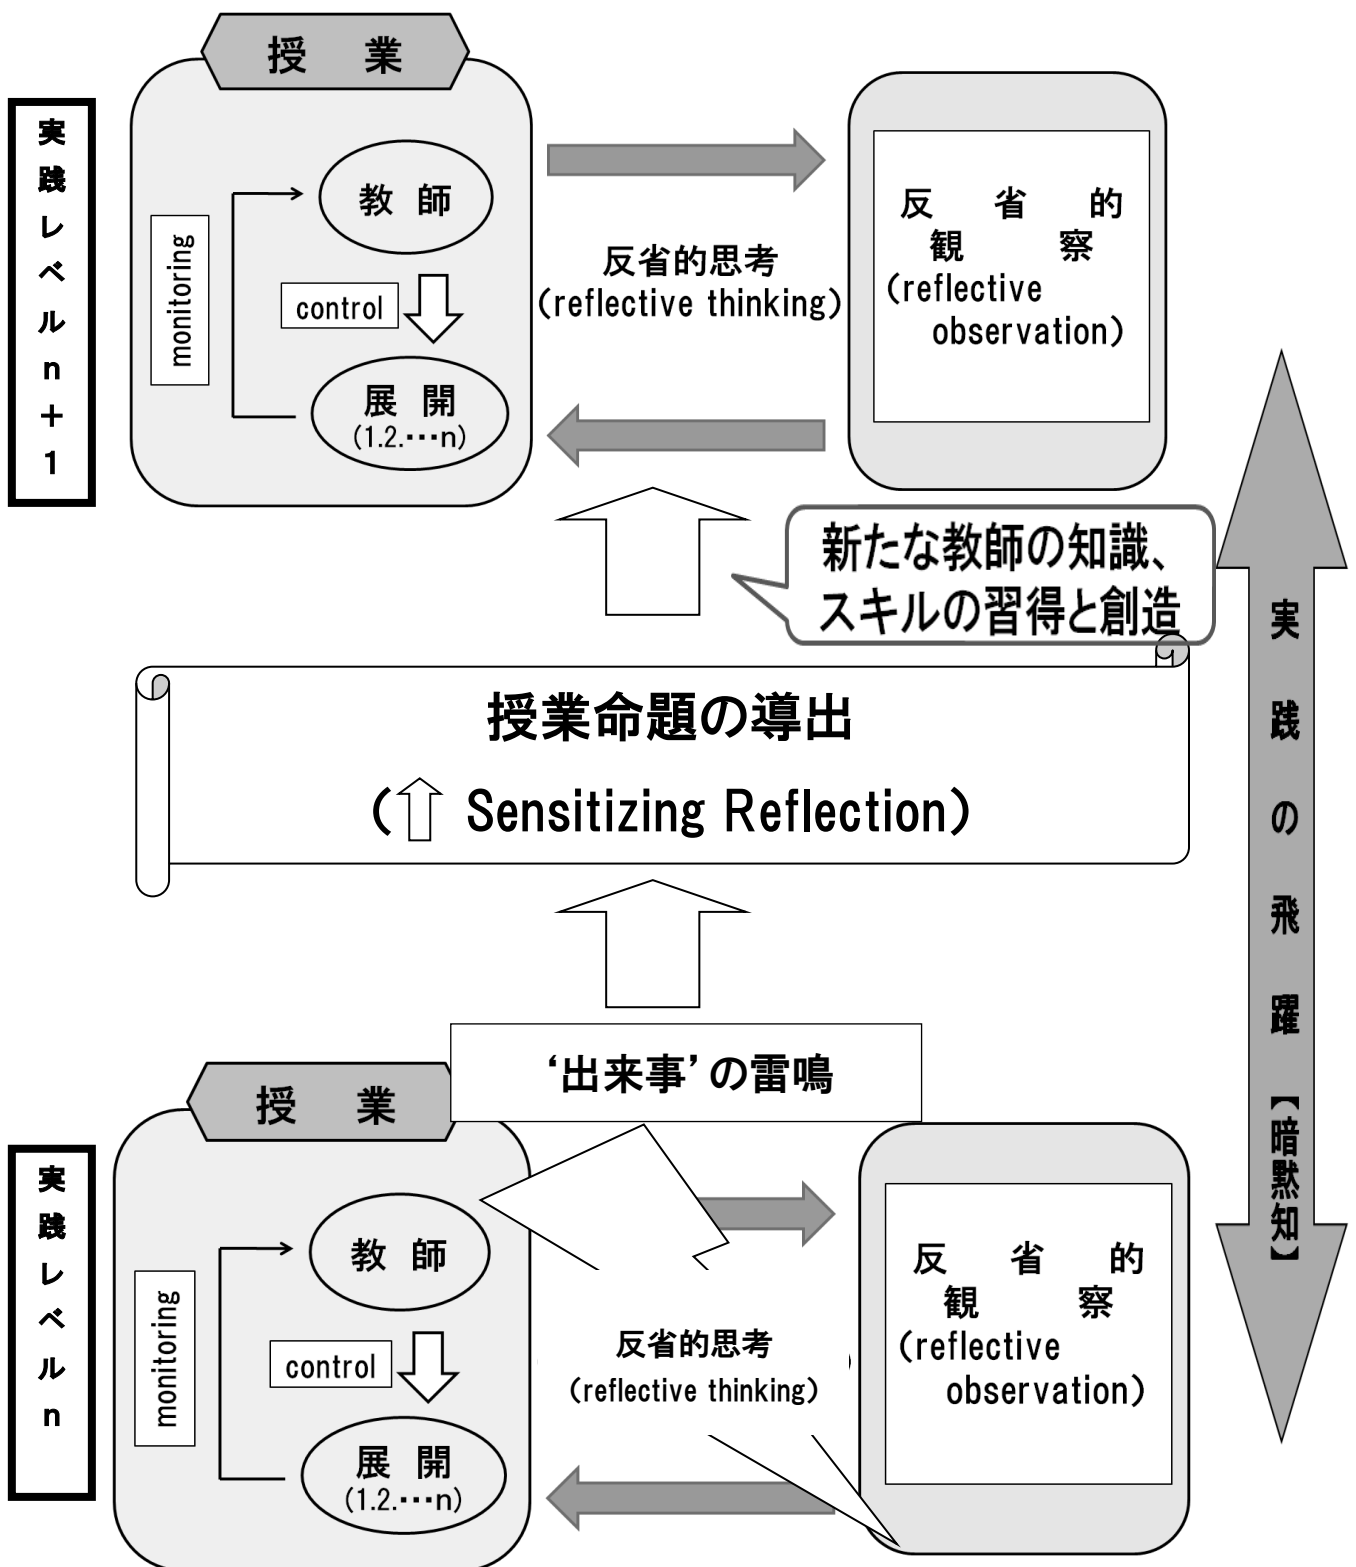 授業
実践レベルn+1
教師
monitoring
control
展開
(1.2.・・・n)
反省的思考
(reflective thinking)
反省的
観察
(reflective
observation)
新たな教師の知識、
スキルの習得と創造
授業命題の導出
(⇧ Sensitizing Reflection)
実践の飛躍【暗黙知】
‘出来事’の雷鳴
授業
実践レベルn
教師
monitoring
control
展開
(1.2.・・・n)
反省的思考
(reflective thinking)
反省的
観察
(reflective
observation)